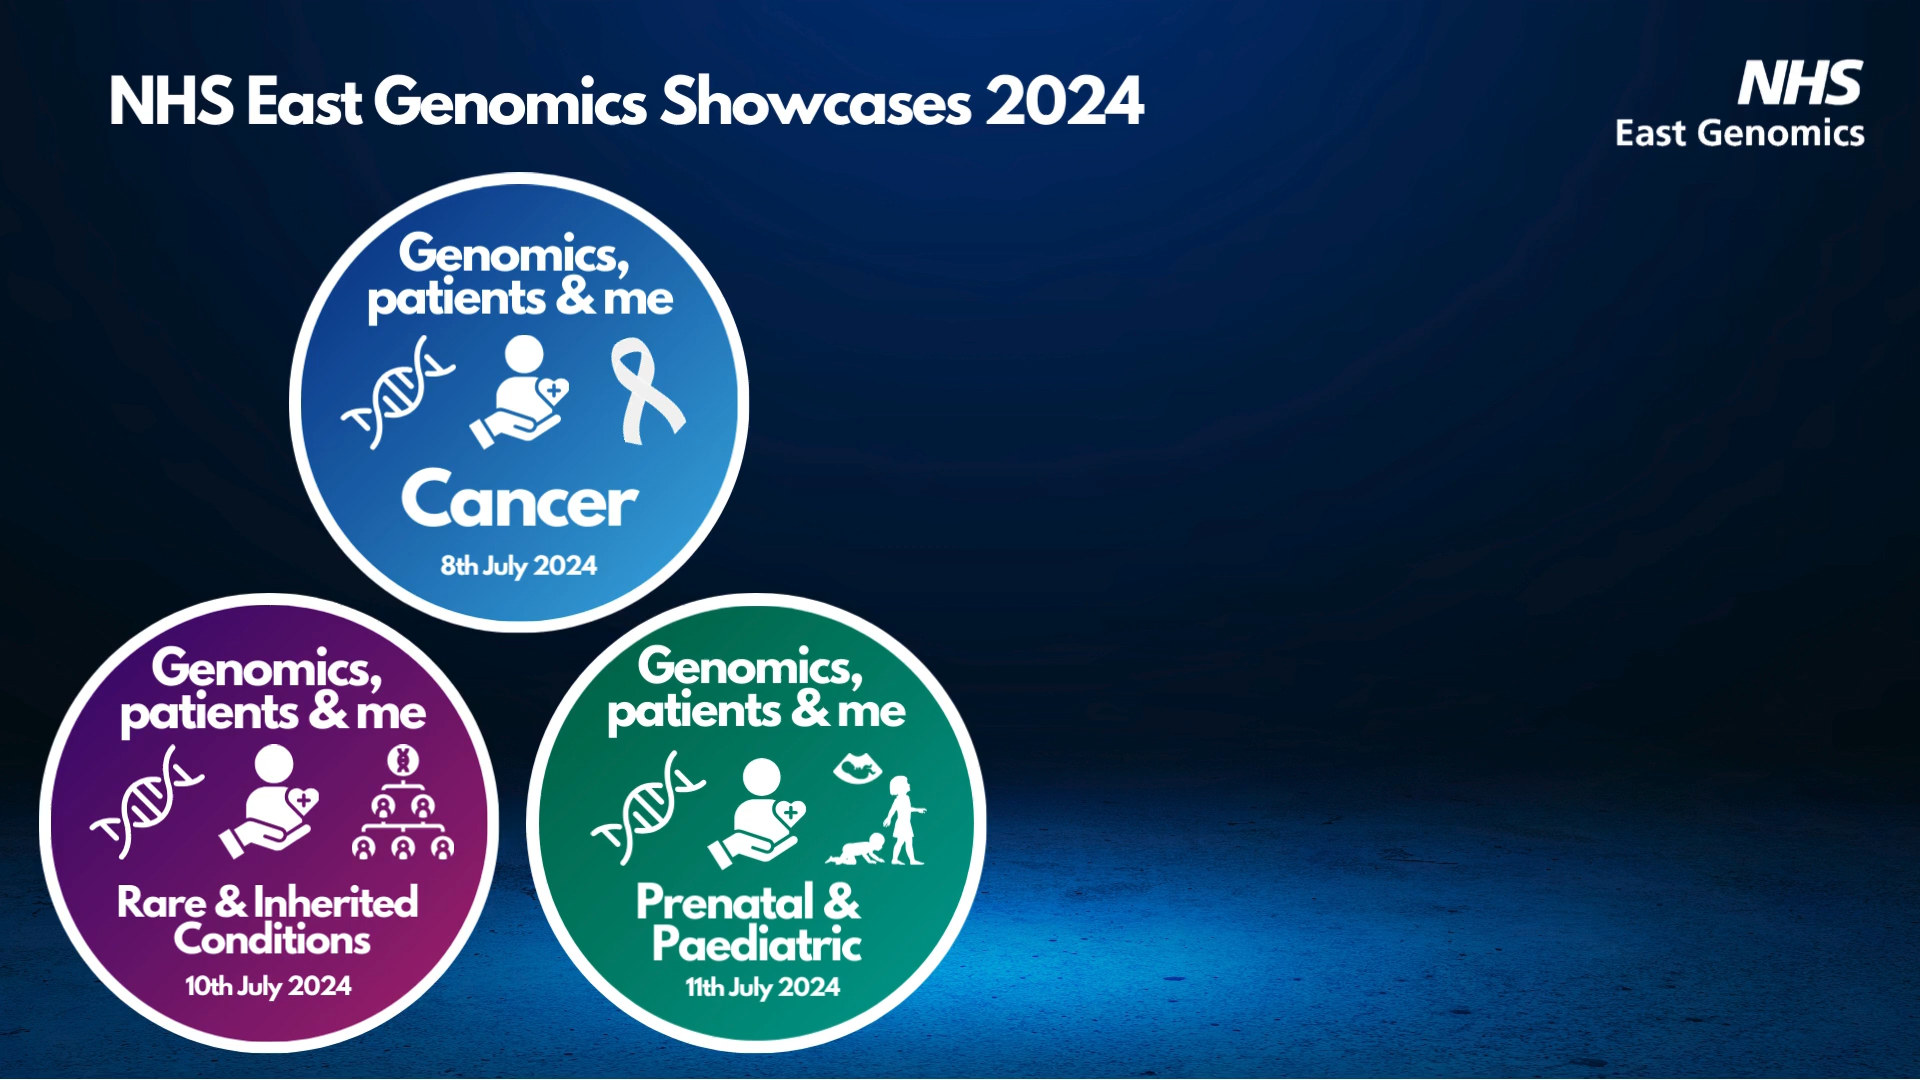 NHS East Genomics Showcases 2024
NHS
East Genomics
Genomics,
patients & me
Cancer
8th July 2024
Genomics,
patients & me
Rare & Inherited
Conditions
10th July 2024
Genomics,
patients & me
Prenatal &
Paediatric
11th July 2024